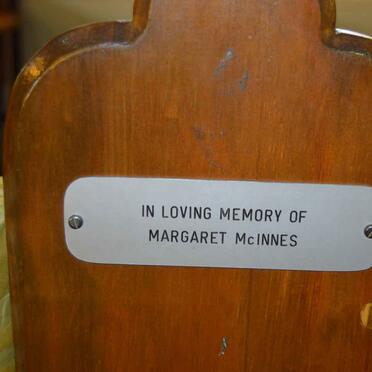 IN LOVING MEMORY OF
MARGARET McINNES